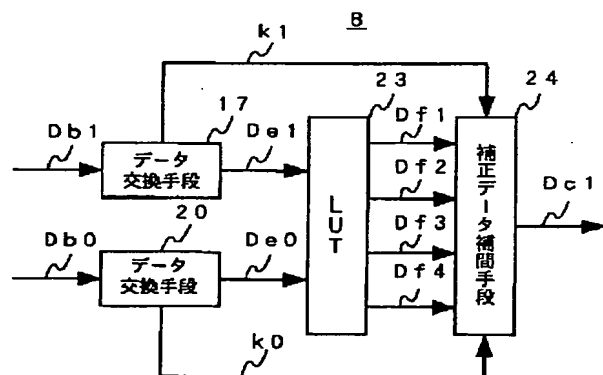 8
k1
17
23
24
Db1
データ
交換手段
De1
Df1
Df2
Df3
Df4
LUT
補正データ補間手段
Dc1
20
Db0
データ
交換手段
De0
k0